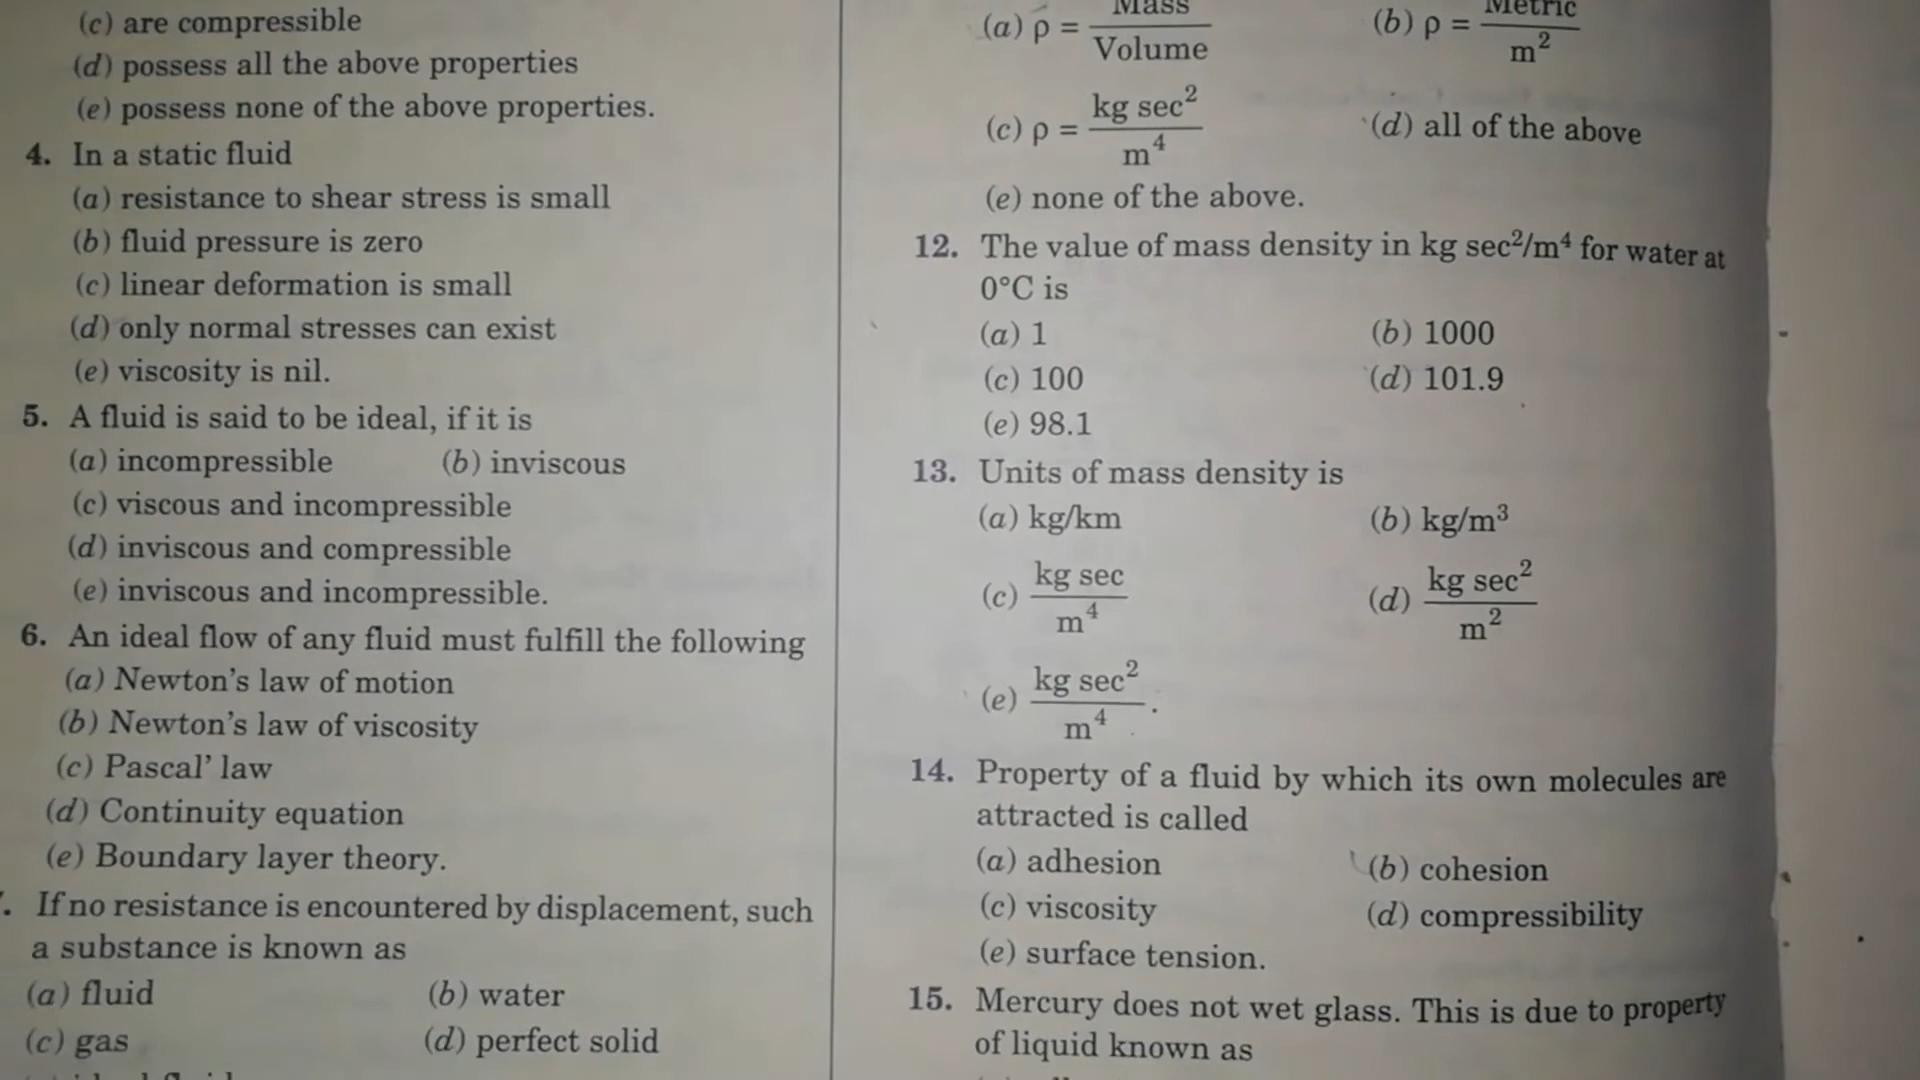 (c) are compressible
(d) possess all the above properties
(e) possess none of the above properties.
4. In a static fluid
(a) resistance to shear stress is small
(b) fluid pressure is zero
(c) linear deformation is small
(d) only normal stresses can exist
(e) viscosity is nil.
5. A fluid is said to be ideal, if it is
(a) incompressible (b) inviscous
(c) viscous and incompressible
(d) inviscous and compressible
(e) inviscous and incompressible.
6. An ideal flow of any fluid must fulfill the following
(a) Newton's law of motion
(b) Newton's law of viscosity
(c) Pascal' law
(d) Continuity equation
(e) Boundary layer theory.
. If no resistance is encountered by displacement, such
a substance is known as
(a) fluid (b) water
(c) gas (d) perfect solid
(a) ρ = Mass / Volume (b) ρ = Metric / m²
(c) ρ = kg sec² / m⁴ (d) all of the above
(e) none of the above.
12. The value of mass density in kg sec²/m⁴ for water at
0°C is
(a) 1 (b) 1000
(c) 100 (d) 101.9
(e) 98.1
13. Units of mass density is
(a) kg/km (b) kg/m³
(c) kg sec / m⁴ (d) kg sec² / m²
(e) kg sec² / m⁴ .
14. Property of a fluid by which its own molecules are
attracted is called
(a) adhesion (b) cohesion
(c) viscosity (d) compressibility
(e) surface tension.
15. Mercury does not wet glass. This is due to property
of liquid known as